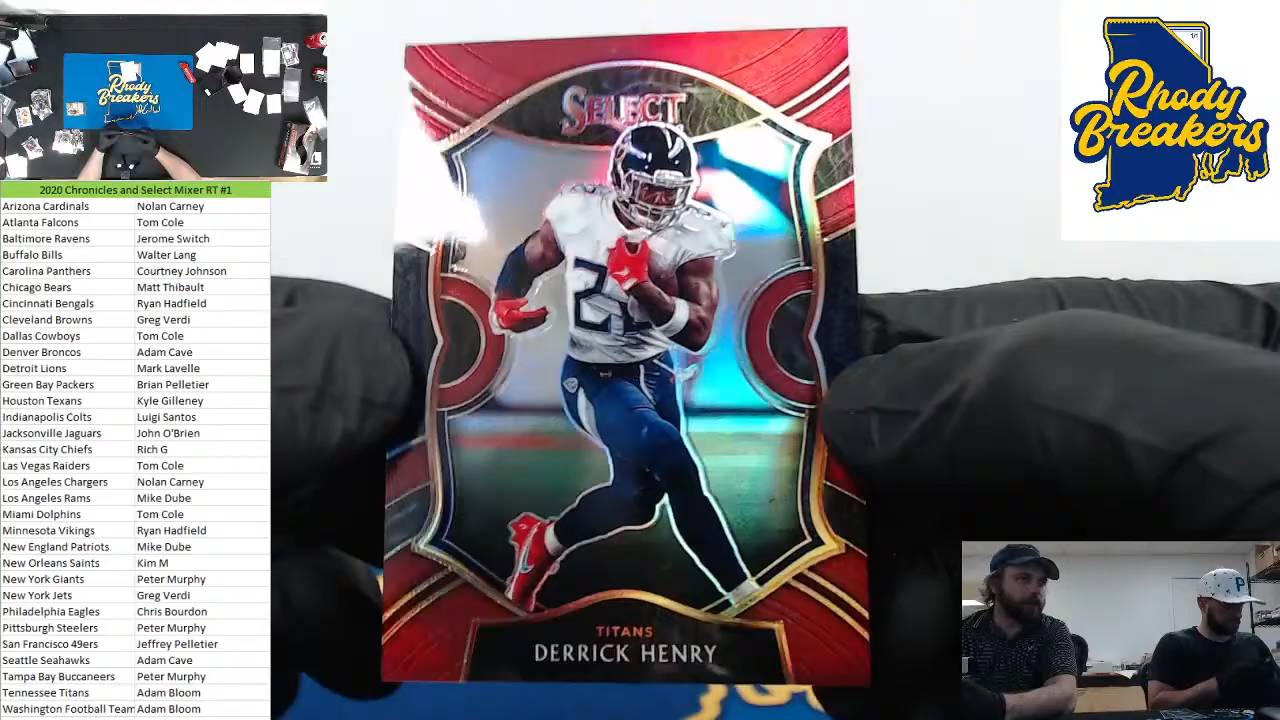 Rhody
Breakers
2020 Chronicles and Select Mixer RT #1
Arizona Cardinals Nolan Carney
Atlanta Falcons Tom Cole
Baltimore Ravens Jerome Switch
Buffalo Bills Walter Lang
Carolina Panthers Courtney Johnson
Chicago Bears Matt Thibault
Cincinnati Bengals Ryan Hadfield
Cleveland Browns Greg Verdi
Dallas Cowboys Tom Cole
Denver Broncos Adam Cave
Detroit Lions Mark Lavelle
Green Bay Packers Brian Pelletier
Houston Texans Kyle Gilleney
Indianapolis Colts Luigi Santos
Jacksonville Jaguars John O'Brien
Kansas City Chiefs Rich G
Las Vegas Raiders Tom Cole
Los Angeles Chargers Nolan Carney
Los Angeles Rams Mike Dube
Miami Dolphins Tom Cole
Minnesota Vikings Ryan Hadfield
New England Patriots Mike Dube
New Orleans Saints Kim M
New York Giants Peter Murphy
New York Jets Greg Verdi
Philadelphia Eagles Chris Bourdon
Pittsburgh Steelers Peter Murphy
San Francisco 49ers Jeffrey Pelletier
Seattle Seahawks Adam Cave
Tampa Bay Buccaneers Peter Murphy
Tennessee Titans Adam Bloom
Washington Football Team Adam Bloom
SELECT
TITANS
DERRICK HENRY
1/1
Rhody
Breakers
P